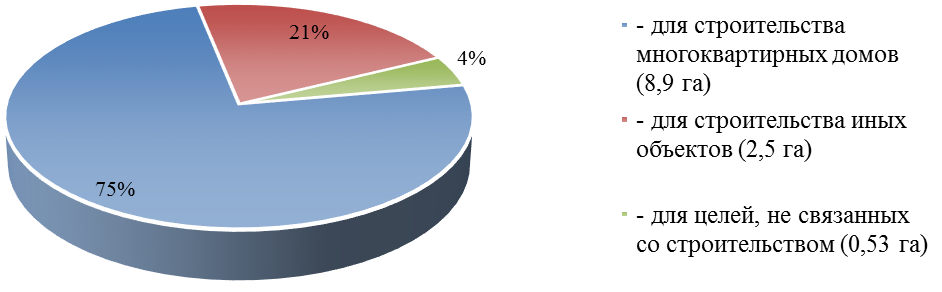 21%
4%
75%
- для строительства
многоквартирных домов
(8,9 га)
- для строительства иных
объектов (2,5 га)
- для целей, не связанных
со строительством (0,53 га)